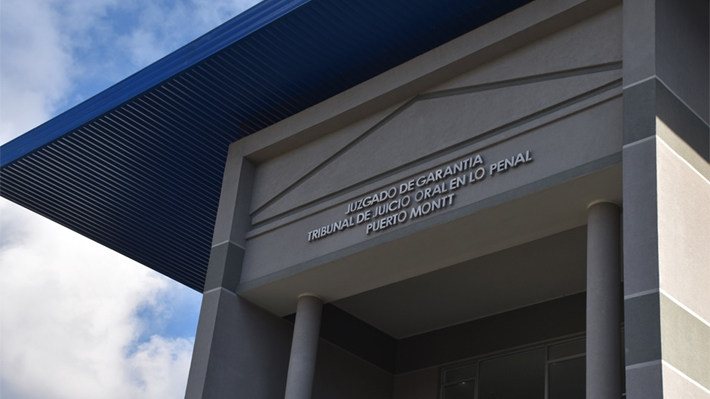 JUZGADO DE GARANTIA
TRIBUNAL DE JUICIO ORAL EN LO PENAL
PUERTO MONTT